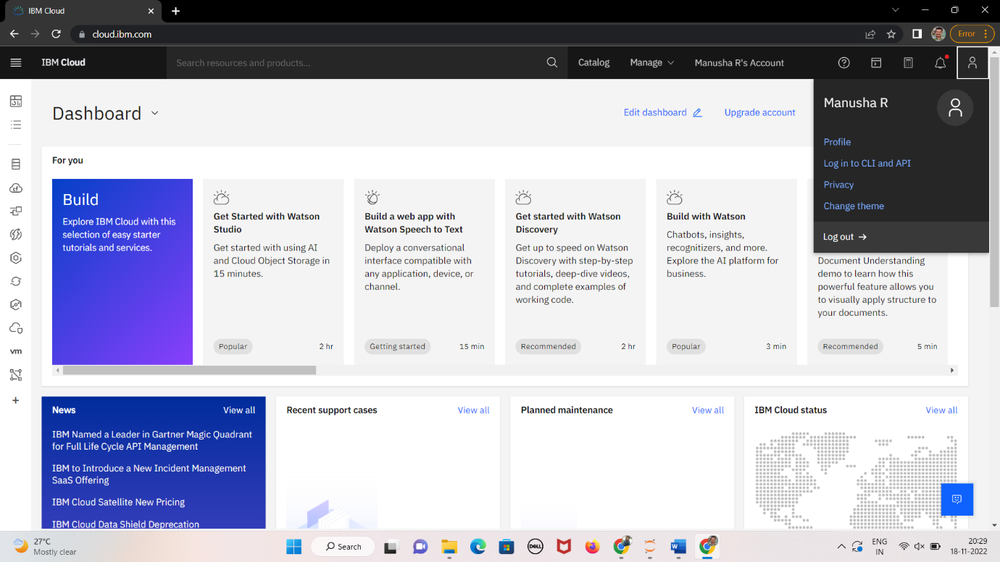 IBM Cloud
cloud.ibm.com
Error
IBM Cloud
Search resources and products...
Catalog
Manage
Manusha R's Account
Dashboard
Edit dashboard
Upgrade account
Manusha R
Profile
Log in to CLI and API
Privacy
Change theme
Log out →
For you
Build
Explore IBM Cloud with this
selection of easy starter
tutorials and services.
Get Started with Watson
Studio
Get started with using AI
and Cloud Object Storage in
15 minutes.
Popular
2 hr
Build a web app with
Watson Speech to Text
Deploy a conversational
interface compatible with
any application, device, or
channel.
Getting started
15 min
Get started with Watson
Discovery
Get up to speed on Watson
Discovery with step-by-step
tutorials, deep-dive videos,
and complete examples of
working code.
Recommended
2 hr
Build with Watson
Chatbots, insights,
recognitizers, and more.
Explore the AI platform for
business.
Popular
3 min
Document Understanding
demo to learn how this
powerful feature allows you
to visually apply structure to
your documents.
Recommended
5 min
vm
News
View all
IBM Named a Leader in Gartner Magic Quadrant
for Full Life Cycle API Management
IBM to Introduce a New Incident Management
SaaS Offering
IBM Cloud Satellite New Pricing
IBM Cloud Data Shield Deprecation
Recent support cases
View all
Planned maintenance
View all
IBM Cloud status
View all
27°C
Mostly clear
Search
DELL
ENG
IN
20:29
18-11-2022